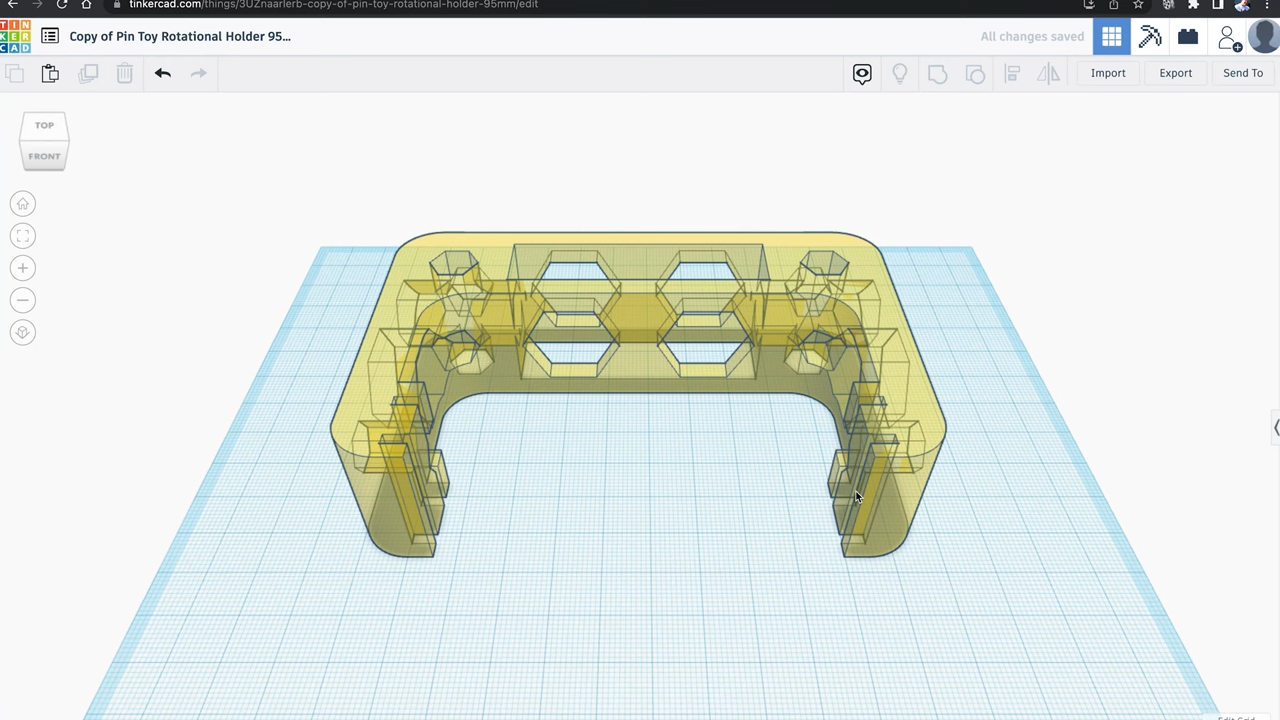 tinkercad.com/things/3UZnaarlerb-copy-of-pin-toy-rotational-holder-95mm/edit
TIN
KER
CAD
Copy of Pin Toy Rotational Holder 95...
All changes saved
Import
Export
Send To
TOP
FRONT